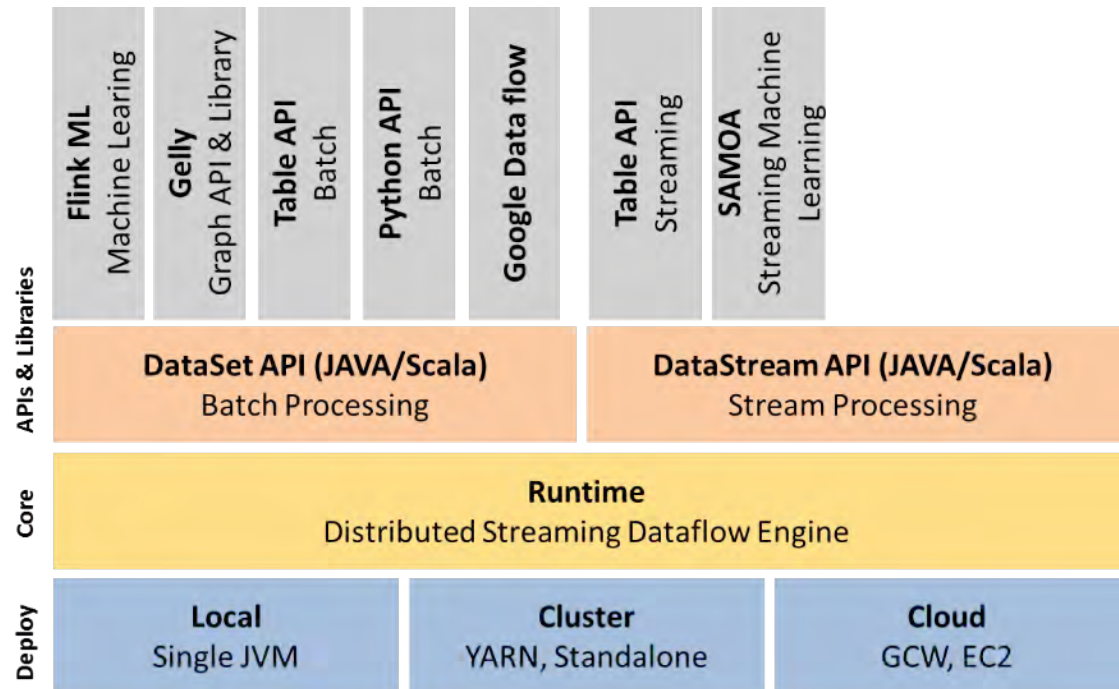 Flink ML
Machine Learing
Gelly
Graph API & Library
Table API
Batch
Python API
Batch
Google Data flow
Table API
Streaming
SAMOA
Streaming Machine
Learning
APIs & Libraries
DataSet API (JAVA/Scala)
Batch Processing
DataStream API (JAVA/Scala)
Stream Processing
Core
Runtime
Distributed Streaming Dataflow Engine
Deploy
Local
Single JVM
Cluster
YARN, Standalone
Cloud
GCW, EC2